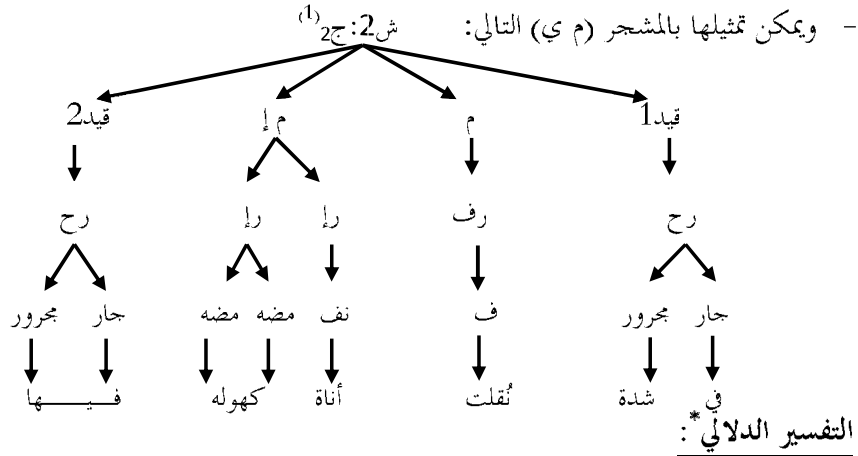 - ويمكن تمثيلها بالمشجر (م ي) التالي: ش2:ج2(1)
قيد1 م م إ قيد2
رح رف رإ رإ رح
جار مجرور ف نف مضه مضه جار مجرور
في شدة نُقلت أناة كهوله فـيـــها
التفسير الدلالي*: